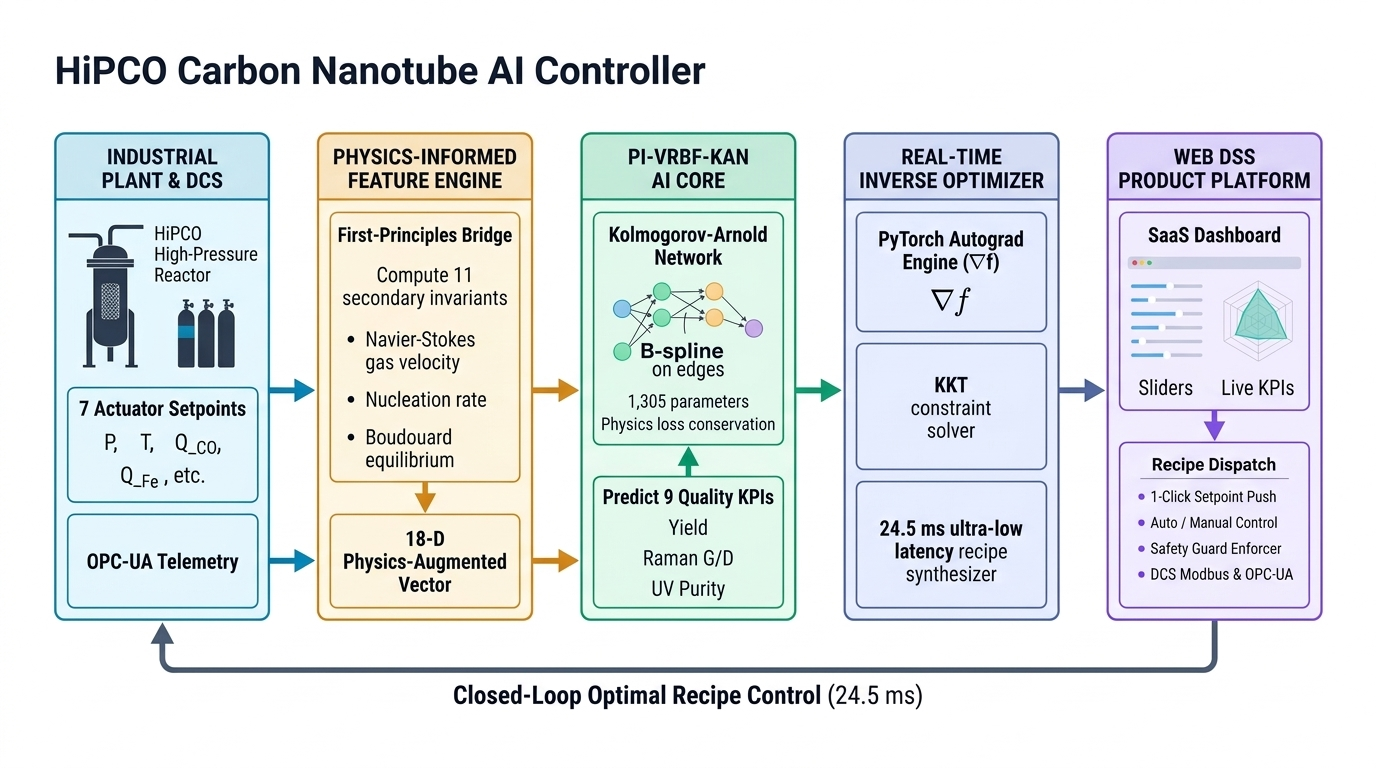 HiPCO Carbon Nanotube AI Controller
INDUSTRIAL
PLANT & DCS
HiPCO
High-Pressure
Reactor
7 Actuator Setpoints
P, T, Q_CO,
Q_Fe , etc.
OPC-UA Telemetry
PHYSICS-INFORMED
FEATURE ENGINE
First-Principles Bridge
Compute 11
secondary invariants
• Navier-Stokes
gas velocity
• Nucleation rate
• Boudouard
equilibrium
18-D
Physics-Augmented
Vector
PI-VRBF-KAN
AI CORE
Kolmogorov-Arnold
Network
B-spline
on edges
1,305 parameters
Physics loss conservation
Predict 9 Quality KPIs
Yield
Raman G/D
UV Purity
REAL-TIME
INVERSE OPTIMIZER
PyTorch Autograd
Engine (∇f)
∇f
KKT
constraint
solver
24.5 ms ultra-low
latency recipe
synthesizer
WEB DSS
PRODUCT PLATFORM
SaaS Dashboard
Sliders Live KPIs
Recipe Dispatch
• 1-Click Setpoint Push
• Auto / Manual Control
• Safety Guard Enforcer
• DCS Modbus & OPC-UA
Closed-Loop Optimal Recipe Control (24.5 ms)